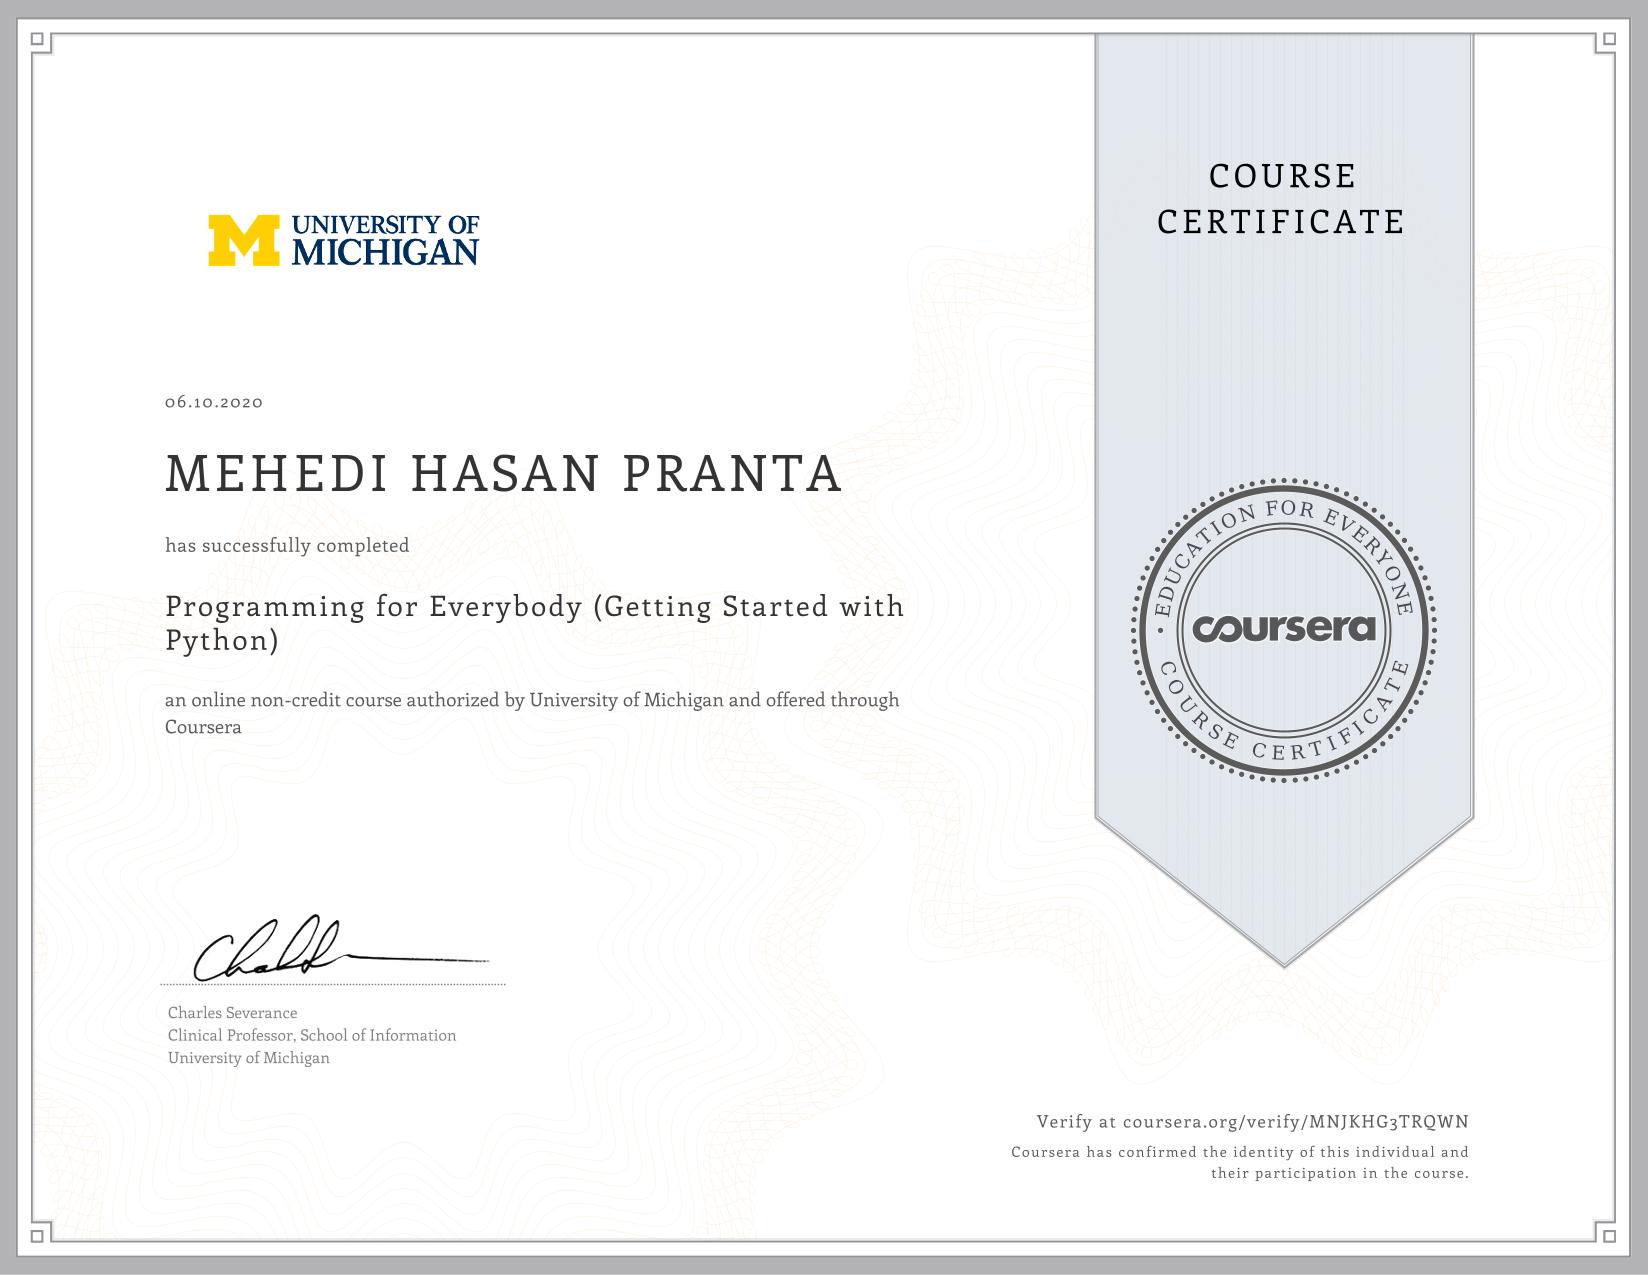 UNIVERSITY OF
MICHIGAN
COURSE
CERTIFICATE
06.10.2020
MEHEDI HASAN PRANTA
has successfully completed
Programming for Everybody (Getting Started with
Python)
an online non-credit course authorized by University of Michigan and offered through
Coursera
EDUCATION FOR EVERYONE
coursera
COURSE CERTIFICATE
Charles Severance
Clinical Professor, School of Information
University of Michigan
Verify at coursera.org/verify/MNJKHG3TRQWN
Coursera has confirmed the identity of this individual and
their participation in the course.